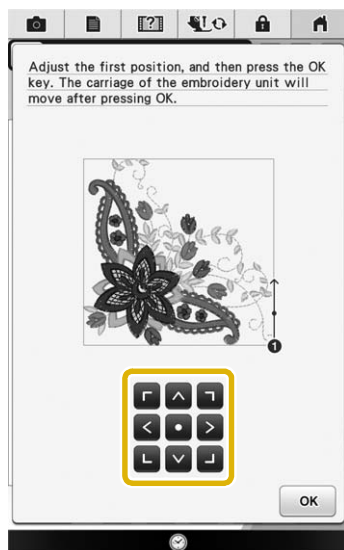 Adjust the first position, and then press the OK
key. The carriage of the embroidery unit will
move after pressing OK.
1
OK